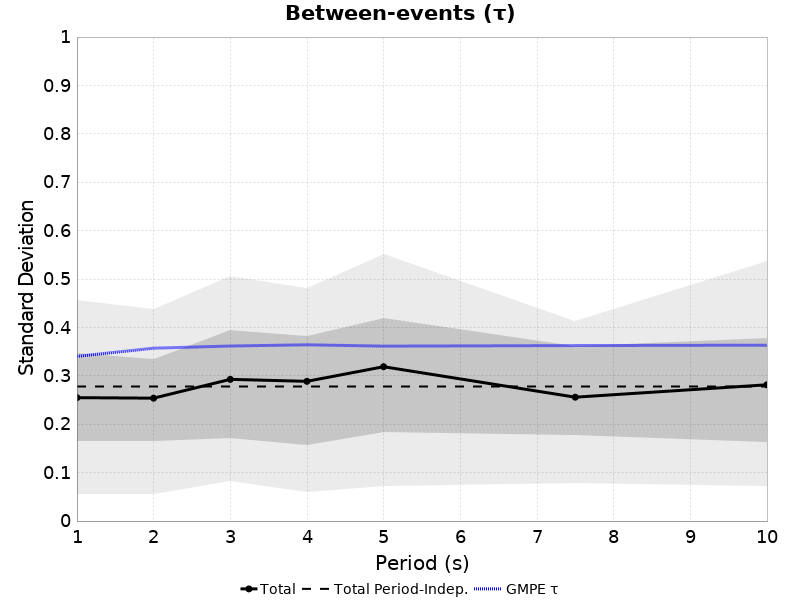 Between-events (τ)
1
0.9
0.8
0.7
0.6
0.5
0.4
0.3
0.2
0.1
0
Standard Deviation
1 2 3 4 5 6 7 8 9 10
Period (s)
Total Total Period-Indep. GMPE τ